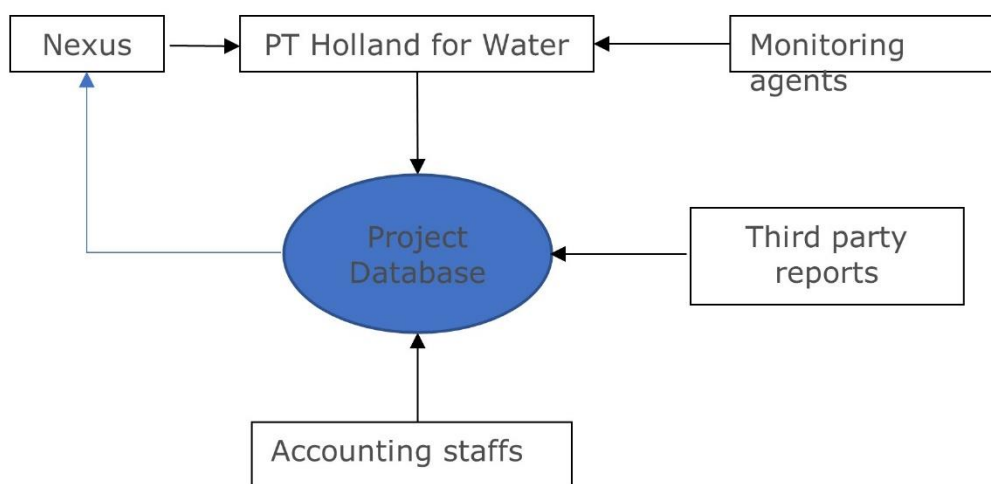 Nexus
PT Holland for Water
Monitoring
agents
Project
Database
Third party
reports
Accounting staffs